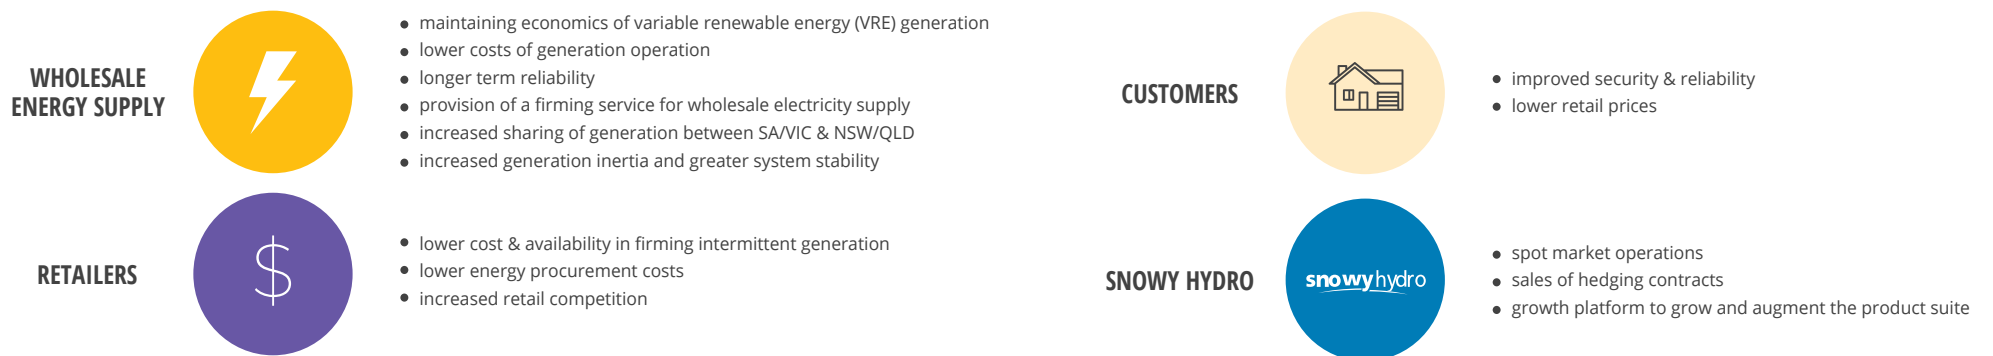 WHOLESALE
ENERGY SUPPLY
• maintaining economics of variable renewable energy (VRE) generation
• lower costs of generation operation
• longer term reliability
• provision of a firming service for wholesale electricity supply
• increased sharing of generation between SA/VIC & NSW/QLD
• increased generation inertia and greater system stability
CUSTOMERS
• improved security & reliability
• lower retail prices
RETAILERS
$
• lower cost & availability in firming intermittent generation
• lower energy procurement costs
• increased retail competition
SNOWY HYDRO
snowyhydro
• spot market operations
• sales of hedging contracts
• growth platform to grow and augment the product suite